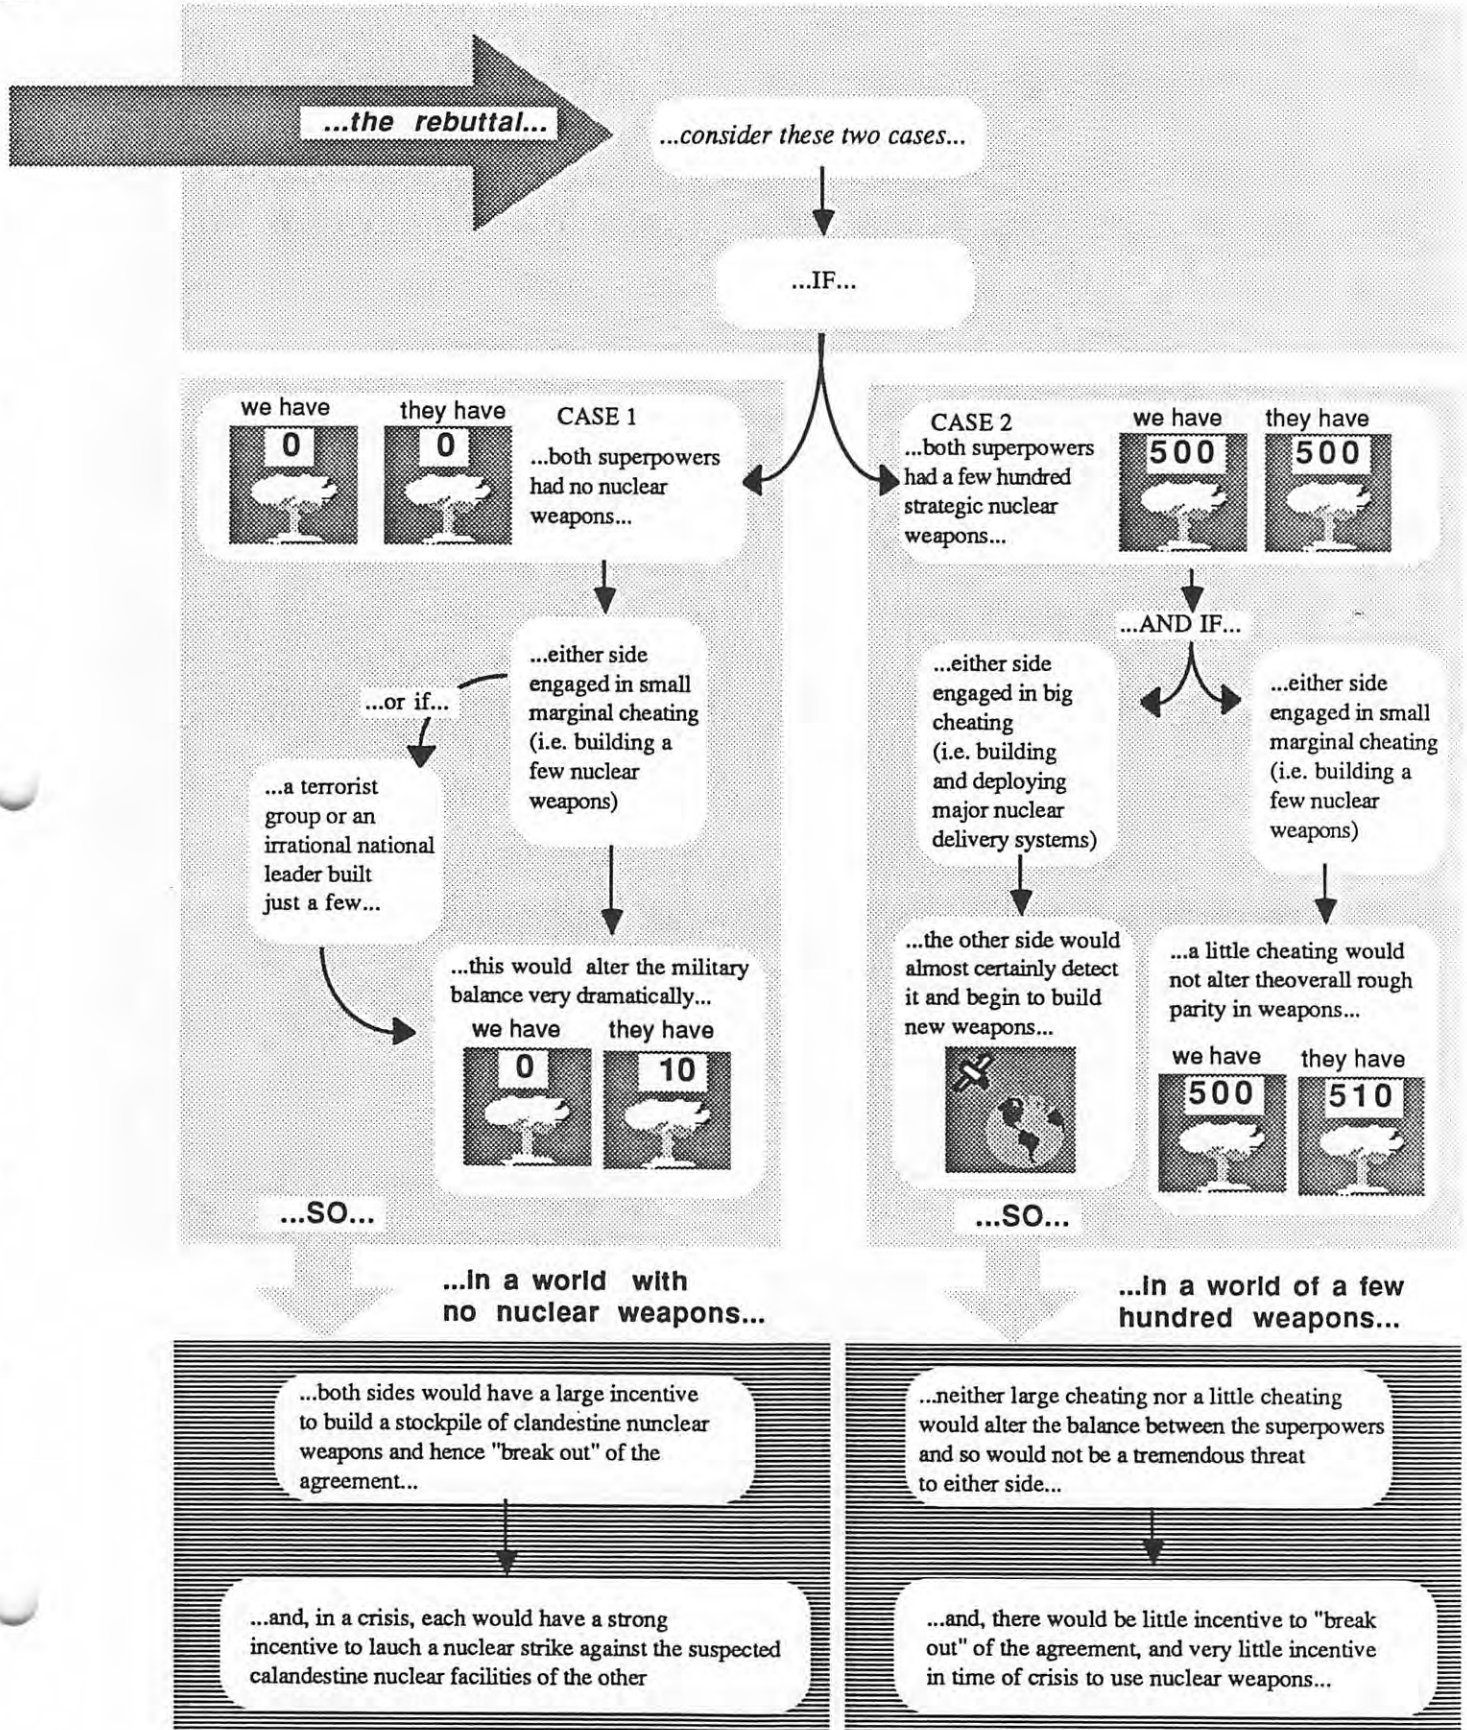 ...the rebuttal...
...consider these two cases...
...IF...
we have
they have
0
0
CASE 1
...both superpowers
had no nuclear
weapons...
...either side
engaged in small
marginal cheating
(i.e. building a
few nuclear
weapons)
...or if...
...a terrorist
group or an
irrational national
leader built
just a few...
...this would alter the military
balance very dramatically...
we have
they have
0
10
...SO...
...in a world with
no nuclear weapons...
...both sides would have a large incentive
to build a stockpile of clandestine nunclear
weapons and hence "break out" of the
agreement...
...and, in a crisis, each would have a strong
incentive to lauch a nuclear strike against the suspected
calandestine nuclear facilities of the other
CASE 2
...both superpowers
had a few hundred
strategic nuclear
weapons...
we have
they have
500
500
...AND IF...
...either side
engaged in big
cheating
(i.e. building
and deploying
major nuclear
delivery systems)
...either side
engaged in small
marginal cheating
(i.e. building a
few nuclear
weapons)
...the other side would
almost certainly detect
it and begin to build
new weapons...
...a little cheating would
not alter theoverall rough
parity in weapons...
we have
they have
500
510
...SO...
...in a world of a few
hundred weapons...
...neither large cheating nor a little cheating
would alter the balance between the superpowers
and so would not be a tremendous threat
to either side...
...and, there would be little incentive to "break
out" of the agreement, and very little incentive
in time of crisis to use nuclear weapons...